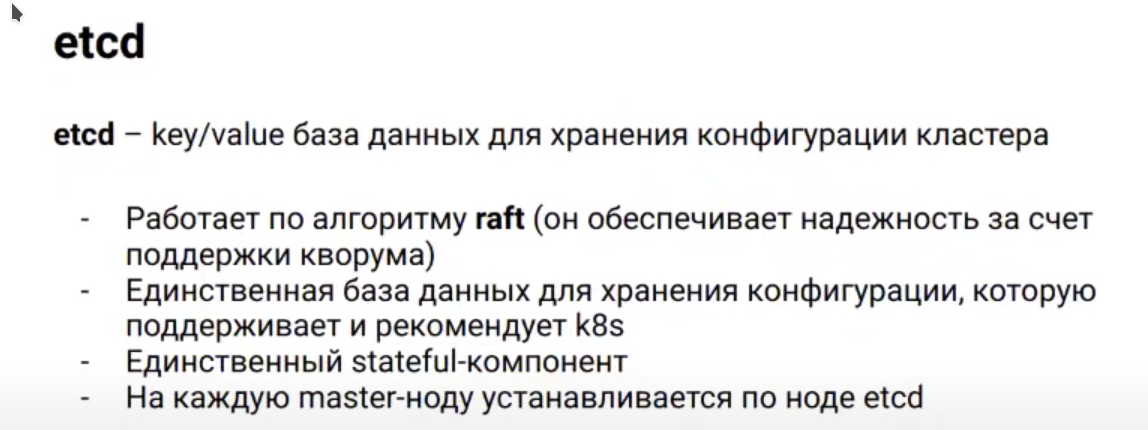 etcd
etcd – key/value база данных для хранения конфигурации кластера
- Работает по алгоритму raft (он обеспечивает надежность за счет
поддержки кворума)
- Единственная база данных для хранения конфигурации, которую
поддерживает и рекомендует k8s
- Единственный stateful-компонент
- На каждую master-ноду устанавливается по ноде etcd